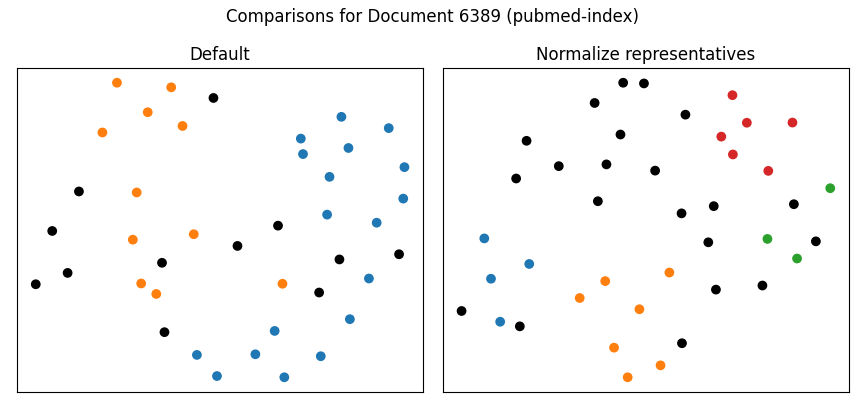 Comparisons for Document 6389 (pubmed-index)
Default
Normalize representatives